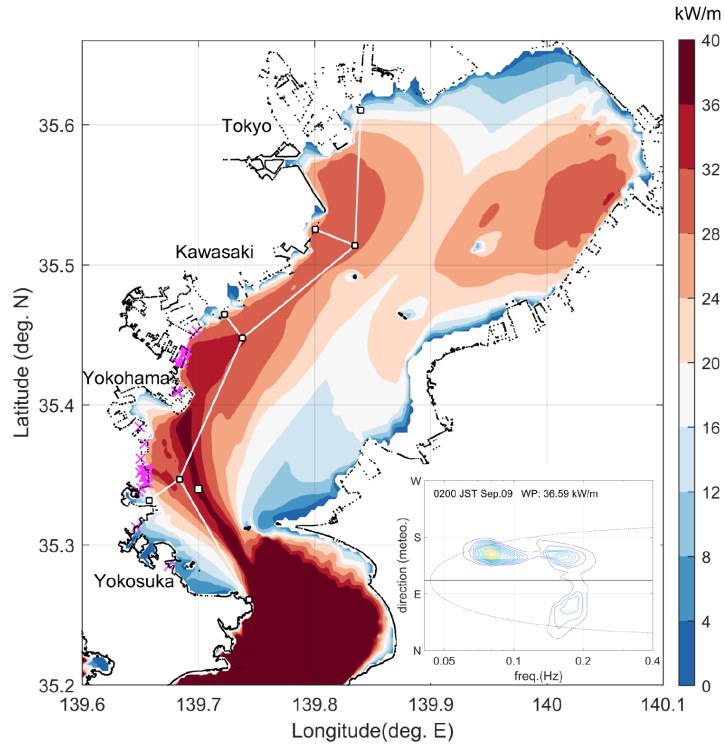 kW/m
40
36
32
28
24
20
16
12
8
4
0
35.6
35.5
35.4
35.3
35.2
Latitude (deg. N)
Tokyo
Kawasaki
Yokohama
Yokosuka
0200 JST Sep.09 WP: 36.59 kW/m
W
S
E
N
direction (meteo.)
0.05
0.1
0.2
0.4
freq.(Hz)
139.6
139.7
139.8
139.9
140
140.1
Longitude(deg. E)